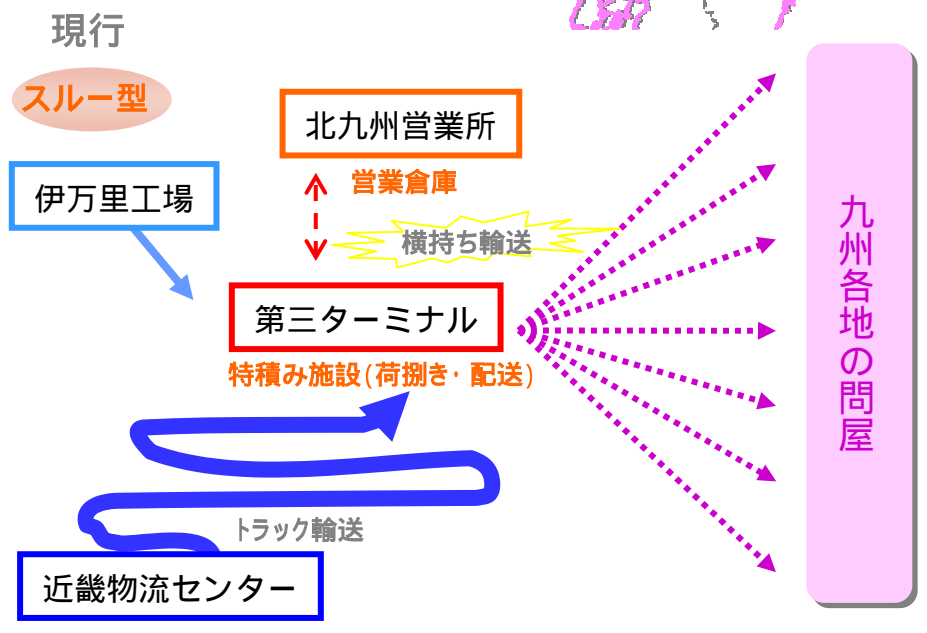 現行
スルー型
北九州営業所
営業倉庫
伊万里工場
横持ち輸送
第三ターミナル
特積み施設(荷捌き・配送)
九州各地の問屋
トラック輸送
近畿物流センター